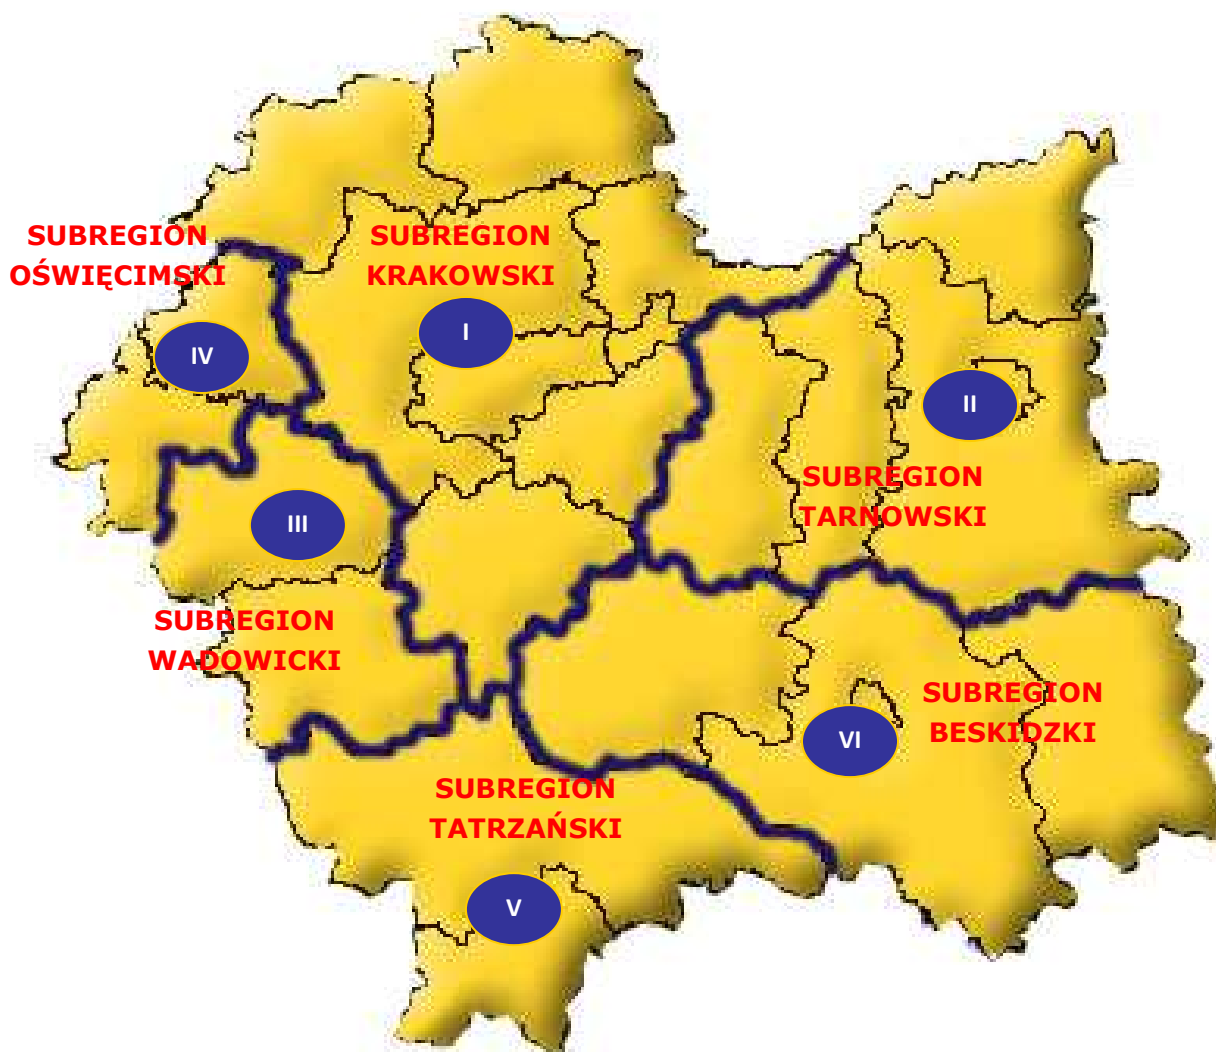 SUBREGION
OŚWIĘCIMSKI
SUBREGION
KRAKOWSKI
I
IV
II
SUBREGION
TARNOWSKI
III
SUBREGION
WADOWICKI
SUBREGION
BESKIDZKI
VI
SUBREGION
TATRZAŃSKI
V